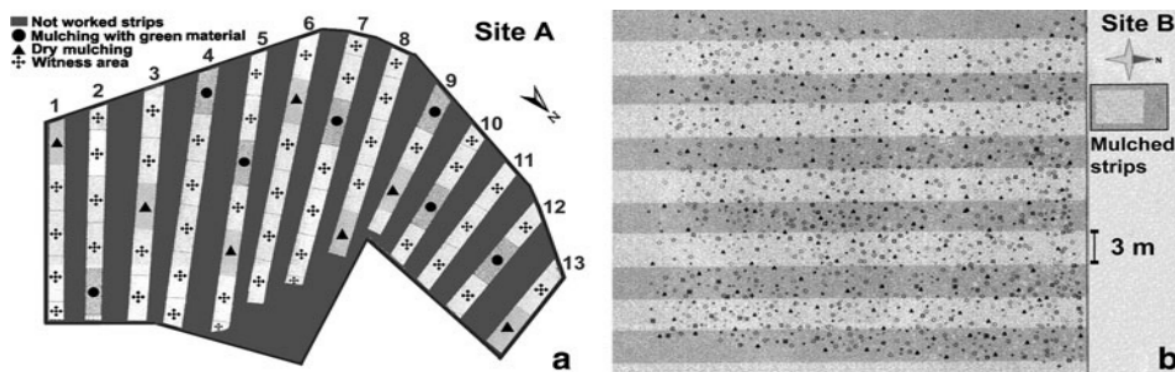 Not worked strips
Mulching with green material
Dry mulching
Witness area
Site A
1
2
3
4
5
6
7
8
9
10
11
12
13
N
a
Site B
N
Mulched
strips
3 m
b